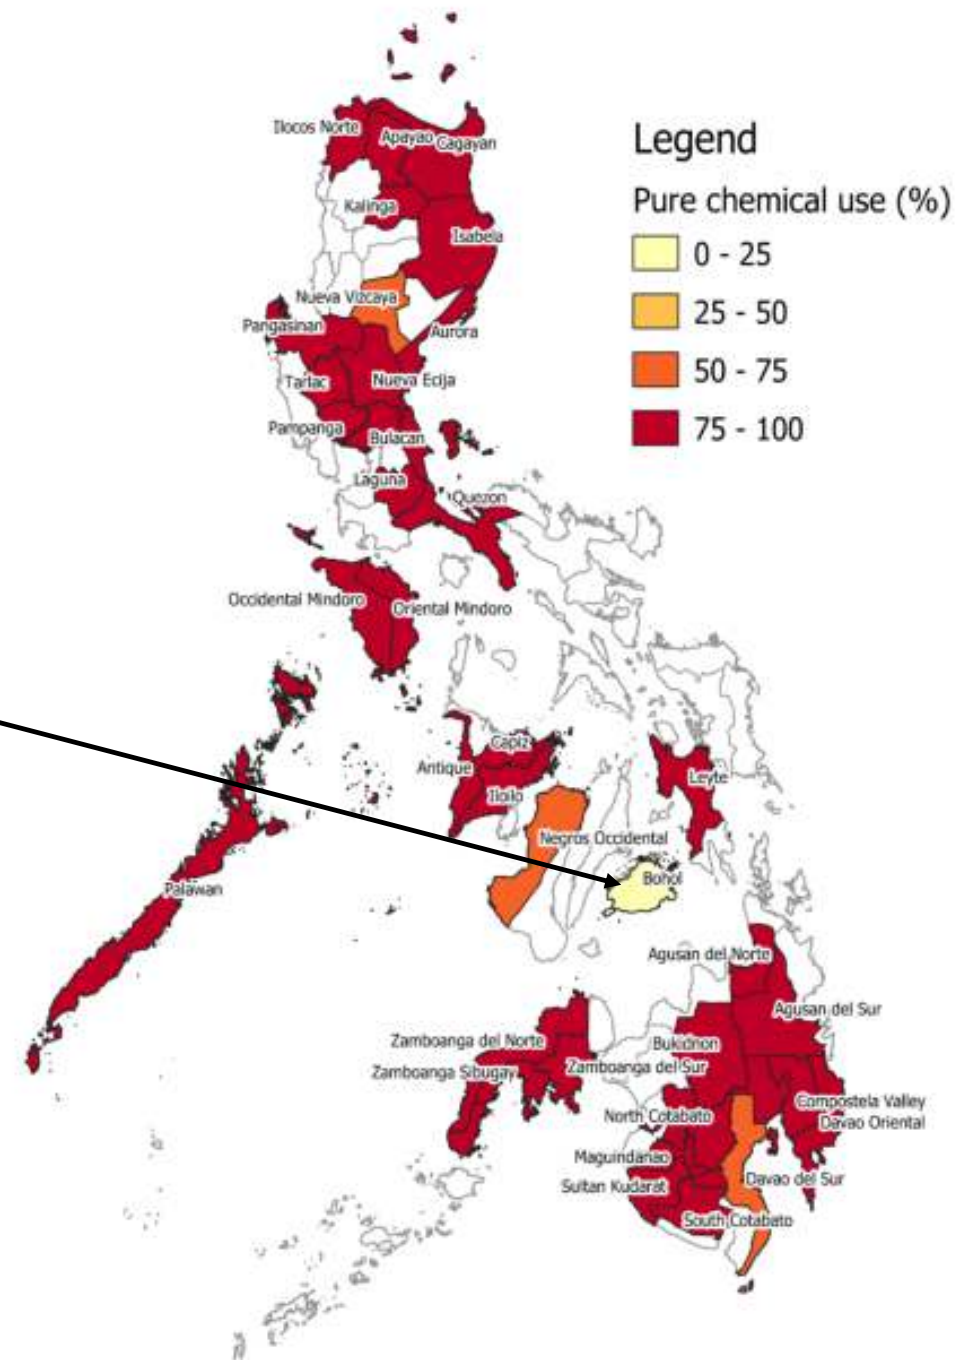 Ilocos Norte
Apayao
Cagayan
Legend
Pure chemical use (%)
0 - 25
25 - 50
50 - 75
75 - 100
Kalinga
Isabela
Nueva Vizcaya
Pangasinan
Aurora
Tarlac
Nueva Ecija
Pampanga
Bulacan
Laguna
Quezon
Occidental Mindoro
Oriental Mindoro
Capiz
Antique
Iloilo
Leyte
Negros Occidental
Bohol
Palawan
Agusan del Norte
Agusan del Sur
Zamboanga del Norte
Bukidnon
Zamboanga del Sur
Zamboanga Sibugay
Compostela Valley
North Cotabato
Davao Oriental
Maguindanao
Davao del Sur
Sultan Kudarat
South Cotabato